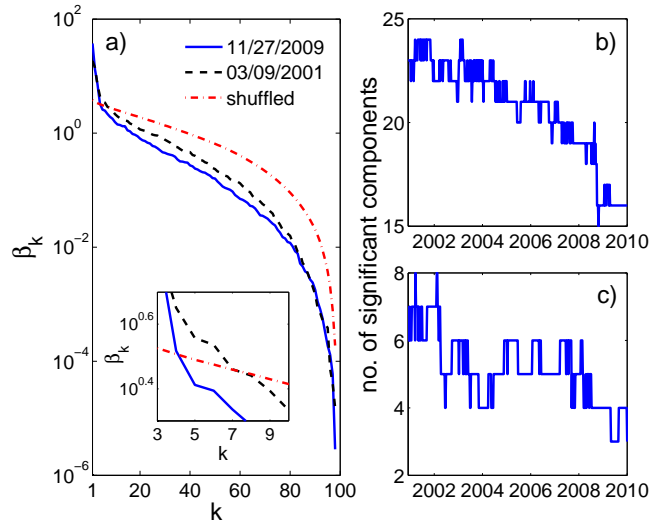 a)
11/27/2009
03/09/2001
shuffled
10^2
10^0
10^-2
10^-4
10^-6
β_k
1 20 40 60 80 100
k
10^0.6
10^0.4
β_k
3 5 7 9
k
b)
25
20
15
2002 2004 2006 2008 2010
no. of significant components
c)
8
6
4
2
2002 2004 2006 2008 2010